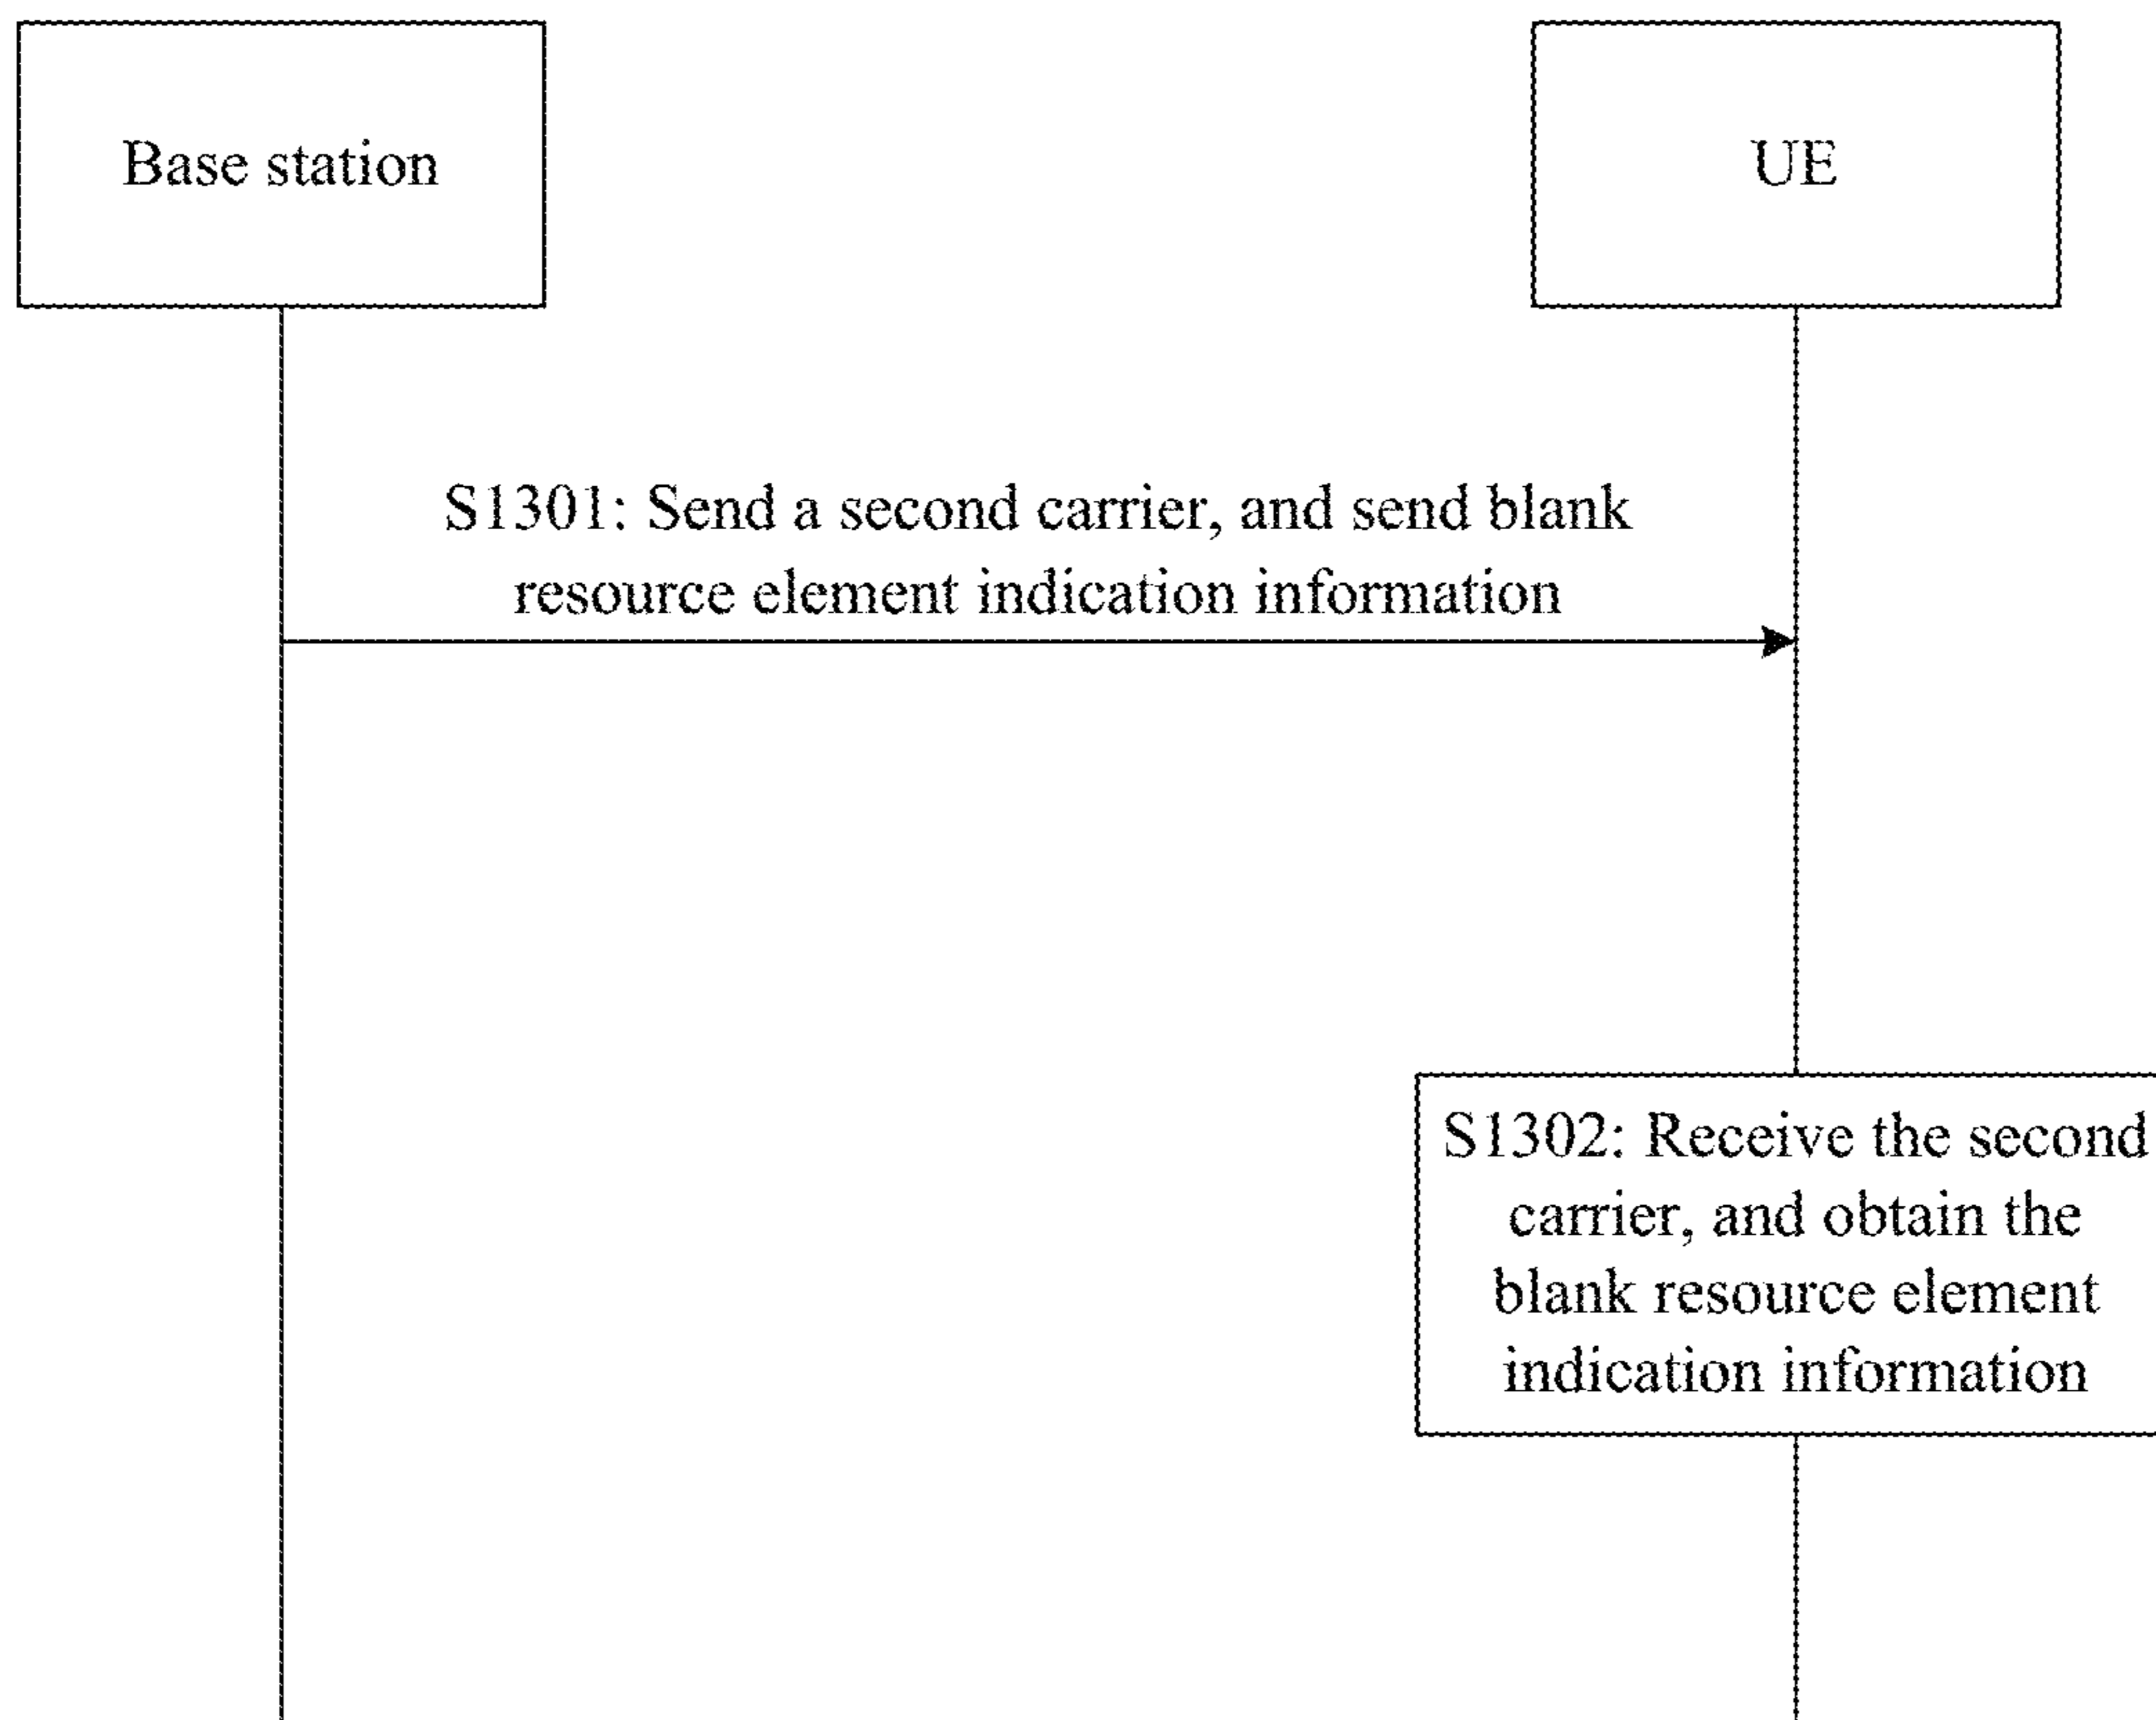 Base station
UE
S1301: Send a second carrier, and send blank
resource element indication information
S1302: Receive the second
carrier, and obtain the
blank resource element
indication information